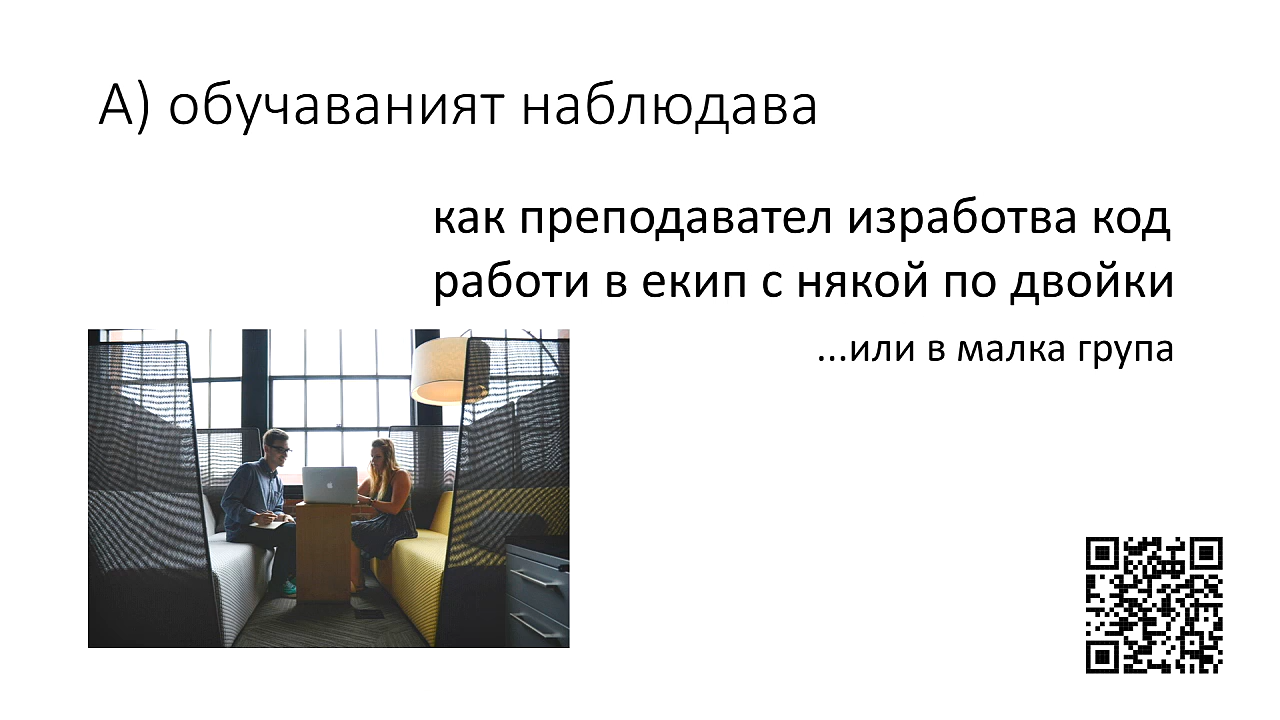 А) обучаваният наблюдава
как преподавател изработва код
работи в екип с някой по двойки
...или в малка група